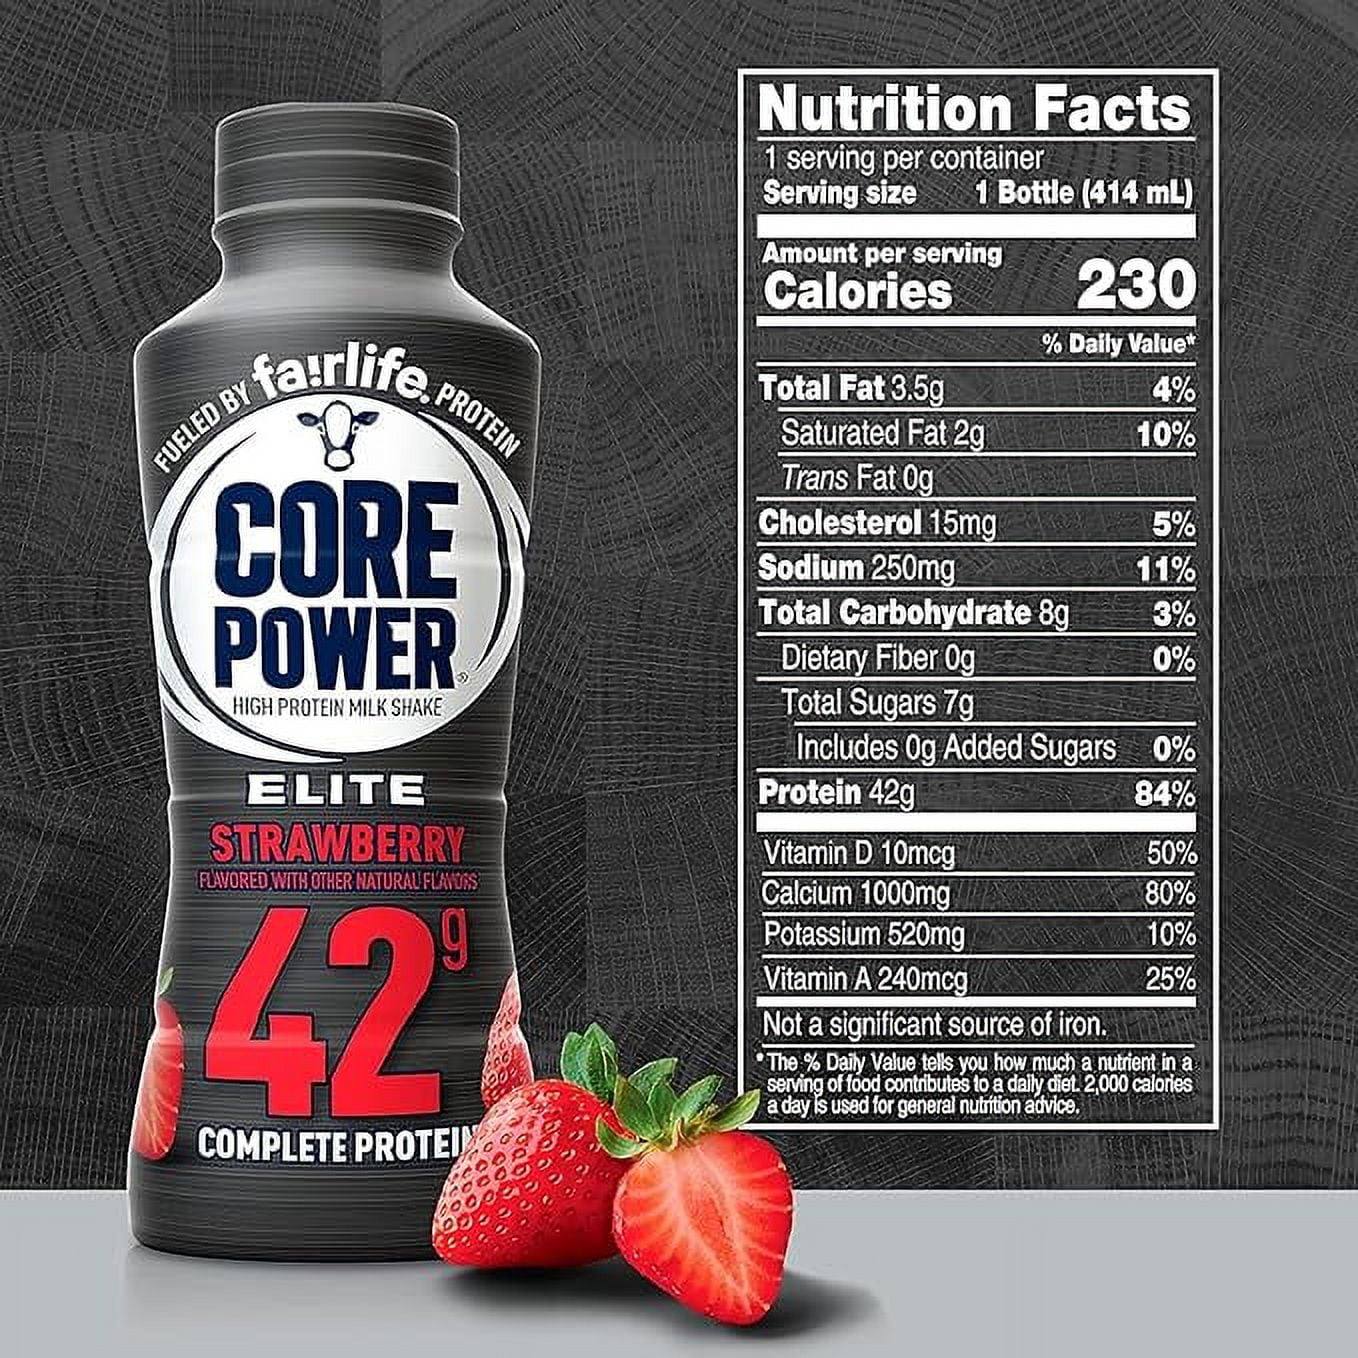 FUELED BY fa!rlife. PROTEIN
CORE
POWER®
HIGH PROTEIN MILK SHAKE
ELITE
STRAWBERRY
FLAVORED WITH OTHER NATURAL FLAVORS
42g
COMPLETE PROTEIN
Nutrition Facts
1 serving per container
Serving size 1 Bottle (414 mL)
Amount per serving
Calories 230
% Daily Value*
Total Fat 3.5g 4%
Saturated Fat 2g 10%
Trans Fat 0g
Cholesterol 15mg 5%
Sodium 250mg 11%
Total Carbohydrate 8g 3%
Dietary Fiber 0g 0%
Total Sugars 7g
Includes 0g Added Sugars 0%
Protein 42g 84%
Vitamin D 10mcg 50%
Calcium 1000mg 80%
Potassium 520mg 10%
Vitamin A 240mcg 25%
Not a significant source of iron.
*The % Daily Value tells you how much a nutrient in a
serving of food contributes to a daily diet. 2,000 calories
a day is used for general nutrition advice.